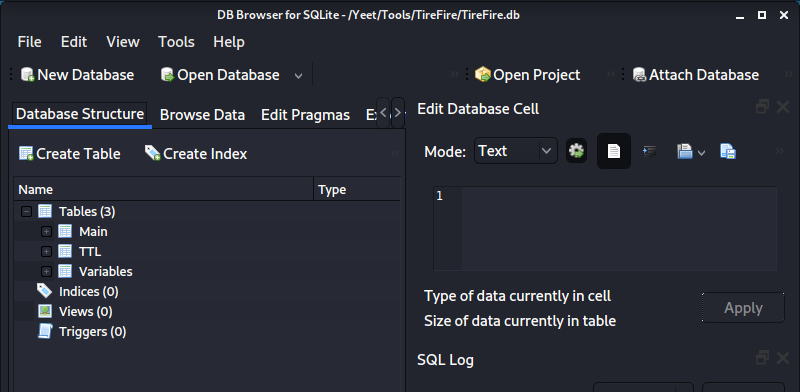 DB Browser for SQLite - /Yeet/Tools/TireFire/TireFire.db
File Edit View Tools Help
New Database Open Database Open Project Attach Database
Database Structure Browse Data Edit Pragmas
Create Table Create Index
Name Type
Tables (3)
Main
TTL
Variables
Indices (0)
Views (0)
Triggers (0)
Edit Database Cell
Mode: Text
1
Type of data currently in cell
Size of data currently in table
Apply
SQL Log